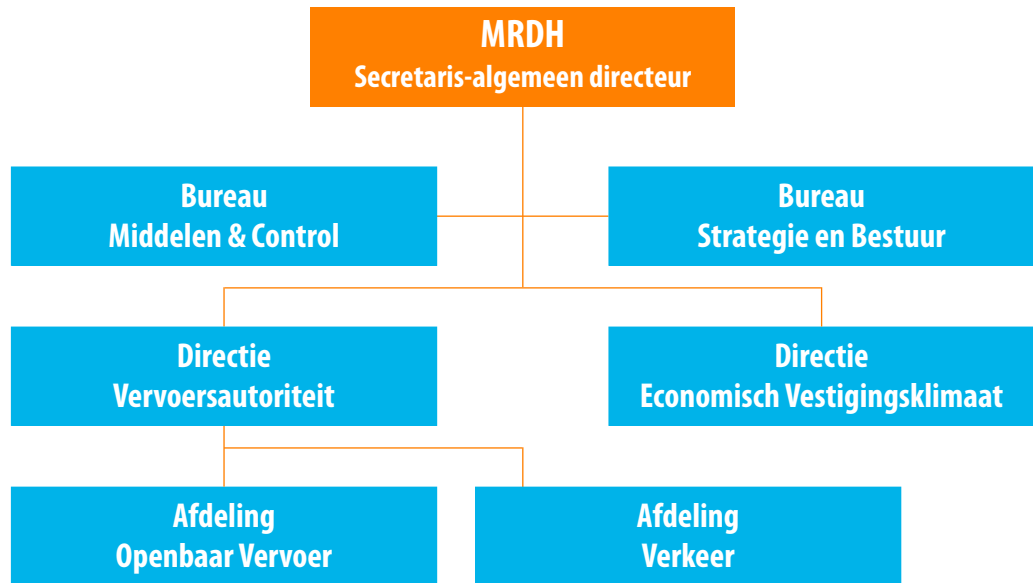 MRDH
Secretaris-algemeen directeur
Bureau
Middelen & Control
Bureau
Strategie en Bestuur
Directie
Vervoersautoriteit
Directie
Economisch Vestigingsklimaat
Afdeling
Openbaar Vervoer
Afdeling
Verkeer